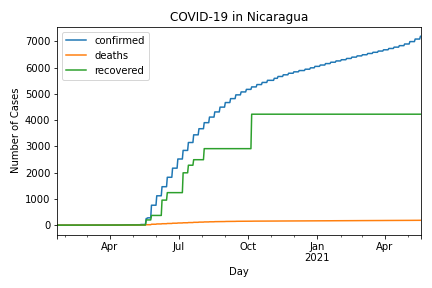 COVID-19 in Nicaragua
confirmed
deaths
recovered
Number of Cases
7000
6000
5000
4000
3000
2000
1000
0
Apr
Jul
Oct
Jan
2021
Apr
Day